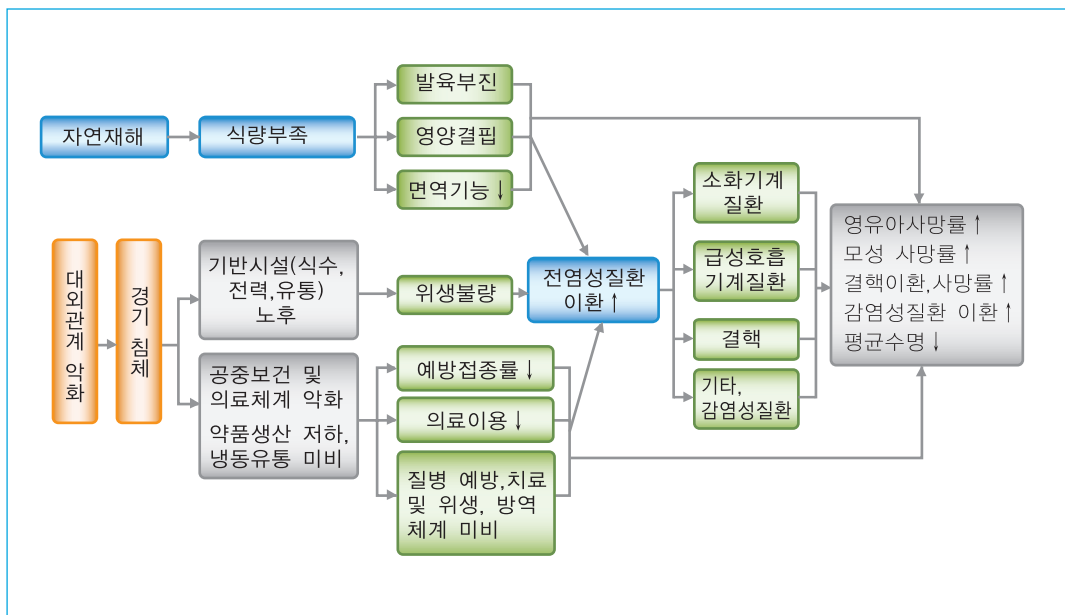 자연재해
식량부족
발육부진
영양결핍
면역기능↓
대외관계 악화
경기 침체
기반시설(식수,
전력,유통)
노후
공중보건 및
의료체계 악화
약품생산 저하,
냉동유통 미비
위생불량
예방접종률↓
의료이용↓
질병 예방,치료
및 위생, 방역
체계 미비
전염성질환
이환↑
소화기계
질환
급성호흡
기계질환
결핵
기타,
감염성질환
영유아사망률↑
모성 사망률↑
결핵이환,사망률↑
감염성질환 이환↑
평균수명↓